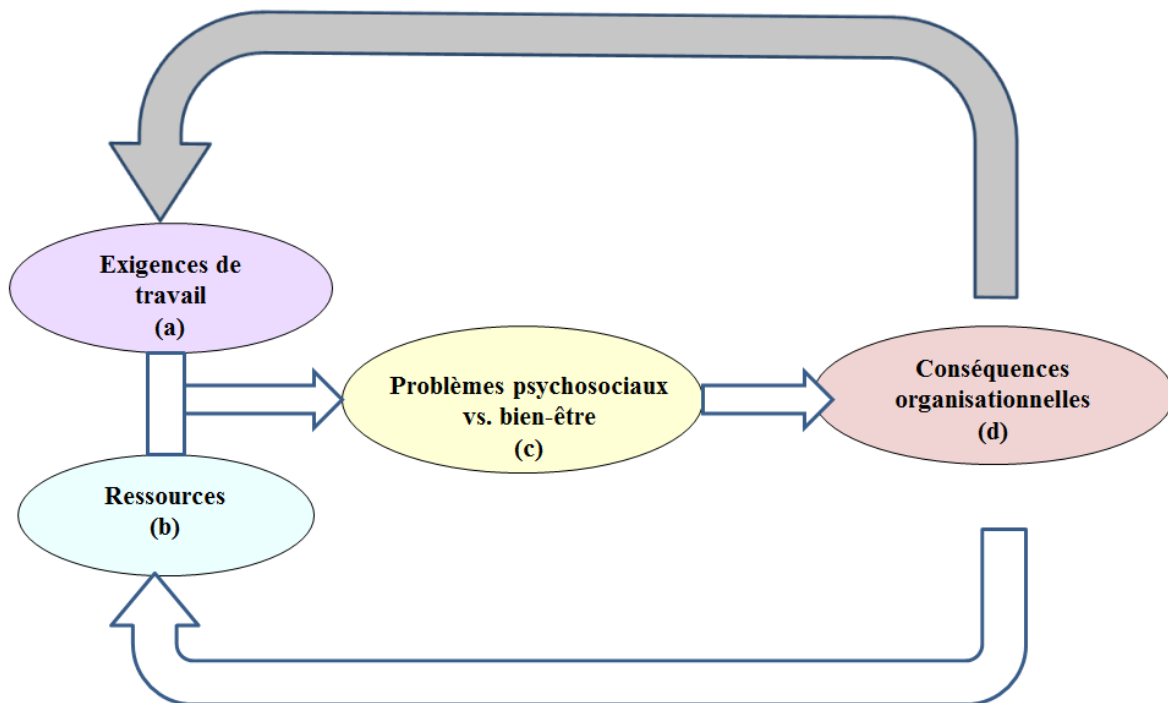 Exigences de
travail
(a)
Problèmes psychosociaux
vs. bien-être
(c)
Conséquences
organisationnelles
(d)
Ressources
(b)